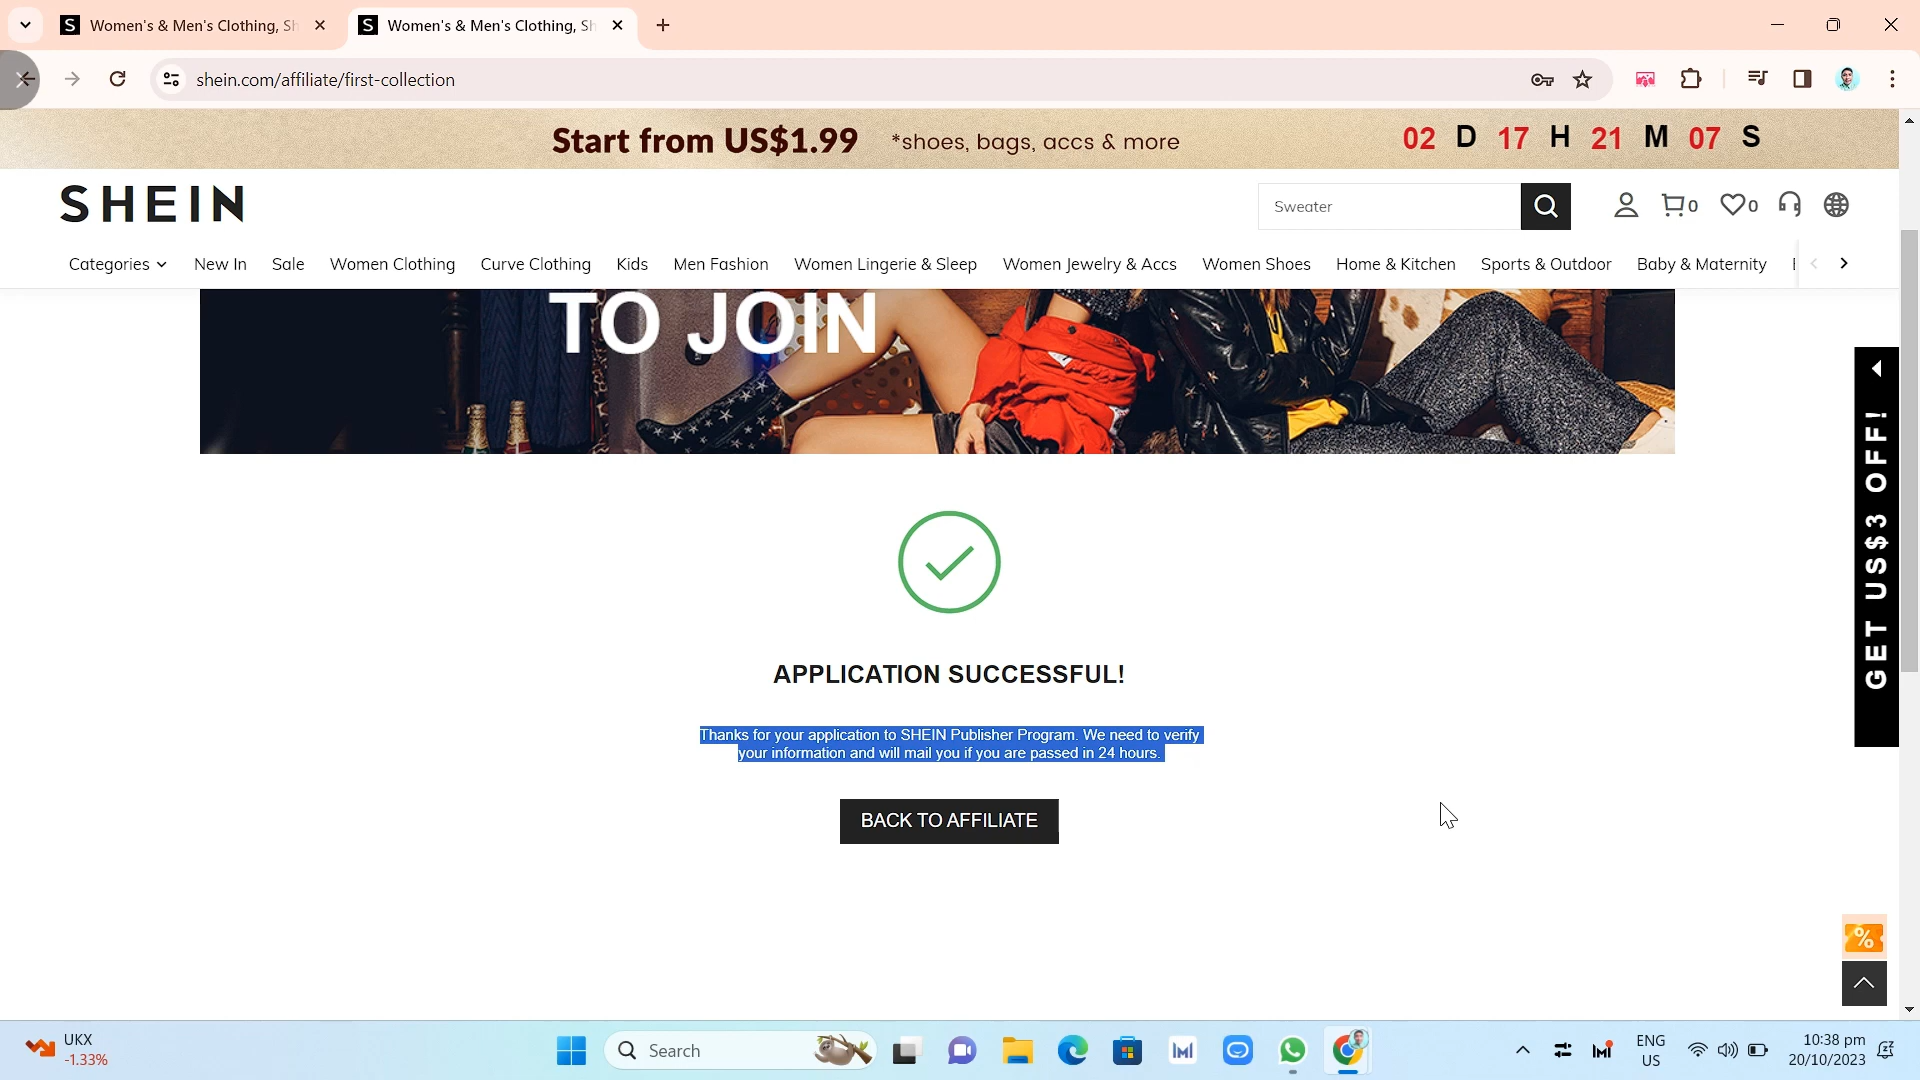 Women's & Men's Clothing, Sh
Women's & Men's Clothing, Sh
shein.com/affiliate/first-collection
Start from US$1.99 *shoes, bags, accs & more 02 D 17 H 21 M 07 S
SHEIN
Sweater
0
0
Categories New In Sale Women Clothing Curve Clothing Kids Men Fashion Women Lingerie & Sleep Women Jewelry & Accs Women Shoes Home & Kitchen Sports & Outdoor Baby & Maternity
TO JOIN
GET US$3 OFF!
APPLICATION SUCCESSFUL!
Thanks for your application to SHEIN Publisher Program. We need to verify
your information and will mail you if you are passed in 24 hours.
BACK TO AFFILIATE
%
UKX
-1.33%
Search
ENG
US
10:38 pm
20/10/2023